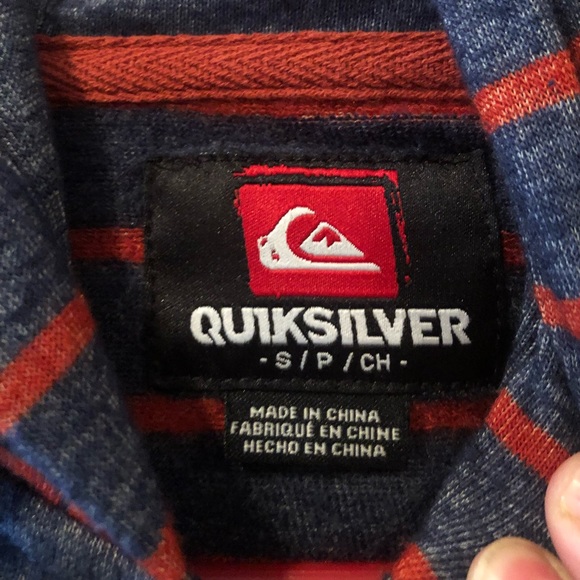 QUIKSILVER
- S / P / CH -
MADE IN CHINA
FABRIQUÉ EN CHINE
HECHO EN CHINA